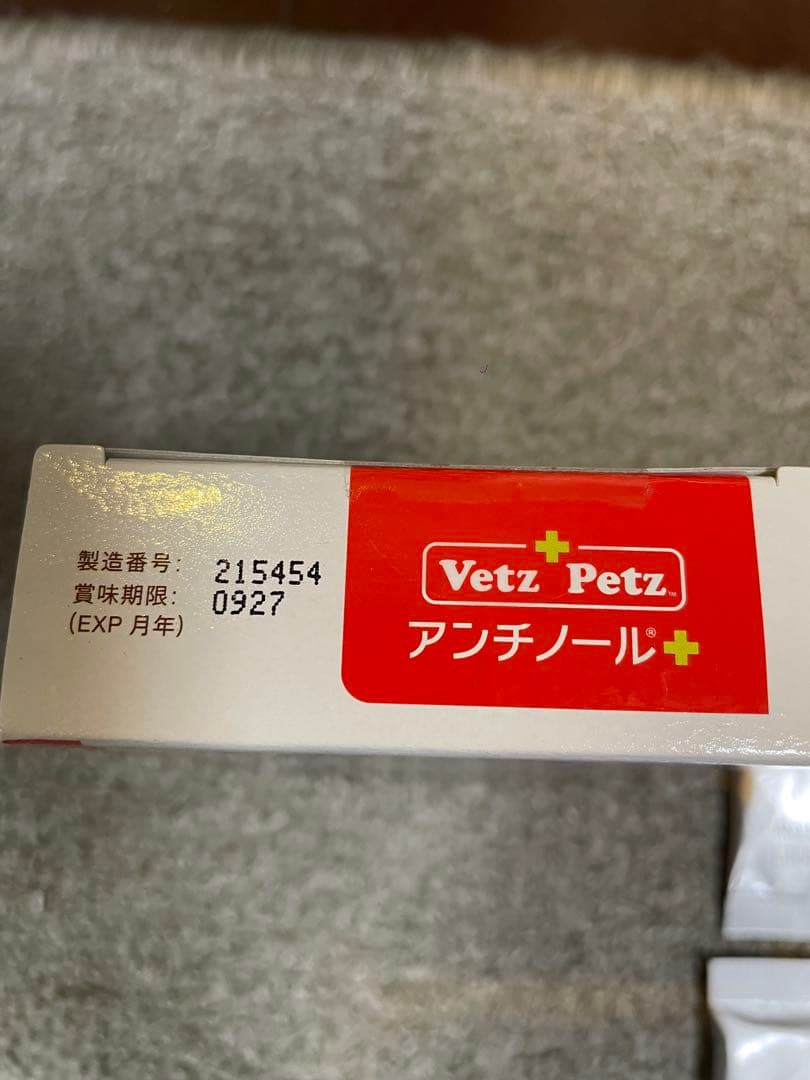 製造番号: 215454
賞味期限: 0927
(EXP 月年)
Vetz Petz™
アンチノール®+